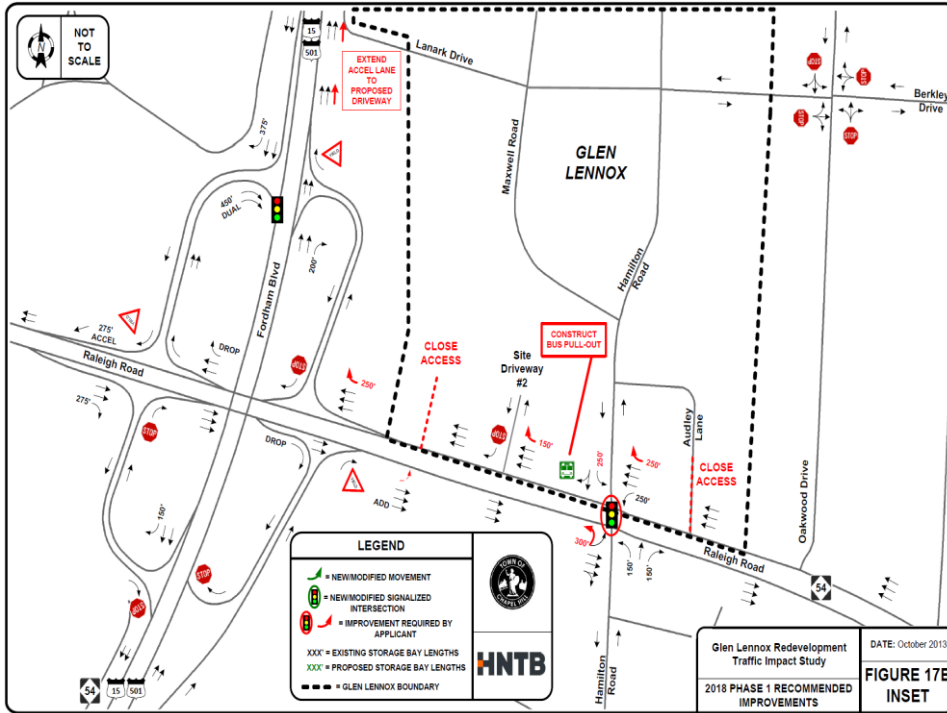 NOT
TO
SCALE
15
501
EXTEND
ACCEL LANE
TO
PROPOSED
DRIVEWAY
Lanark Drive
STOP
STOP
STOP
STOP
Berkley
Drive
375'
Maxwell Road
GLEN
LENNOX
450'
DUAL
200'
Hamilton
Road
Fordham Blvd
275'
ACCEL
DROP
Raleigh Road
CLOSE
ACCESS
Site
Driveway
#2
CONSTRUCT
BUS PULL-OUT
STOP
250'
275'
STOP
STOP
150'
250'
250'
Audley
Lane
CLOSE
ACCESS
Oakwood Drive
DROP
ADD
250'
300'
150'
150'
Raleigh Road
54
150'
STOP
STOP
54
15
501
LEGEND
= NEW/MODIFIED MOVEMENT
= NEW/MODIFIED SIGNALIZED
INTERSECTION
= IMPROVEMENT REQUIRED BY
APPLICANT
XXX' = EXISTING STORAGE BAY LENGTHS
XXX' = PROPOSED STORAGE BAY LENGTHS
= GLEN LENNOX BOUNDARY
TOWN OF
CHAPEL HILL
HNTB
Hamilton
Road
Glen Lennox Redevelopment
Traffic Impact Study
2018 PHASE 1 RECOMMENDED
IMPROVEMENTS
DATE: October 2013
FIGURE 17B
INSET